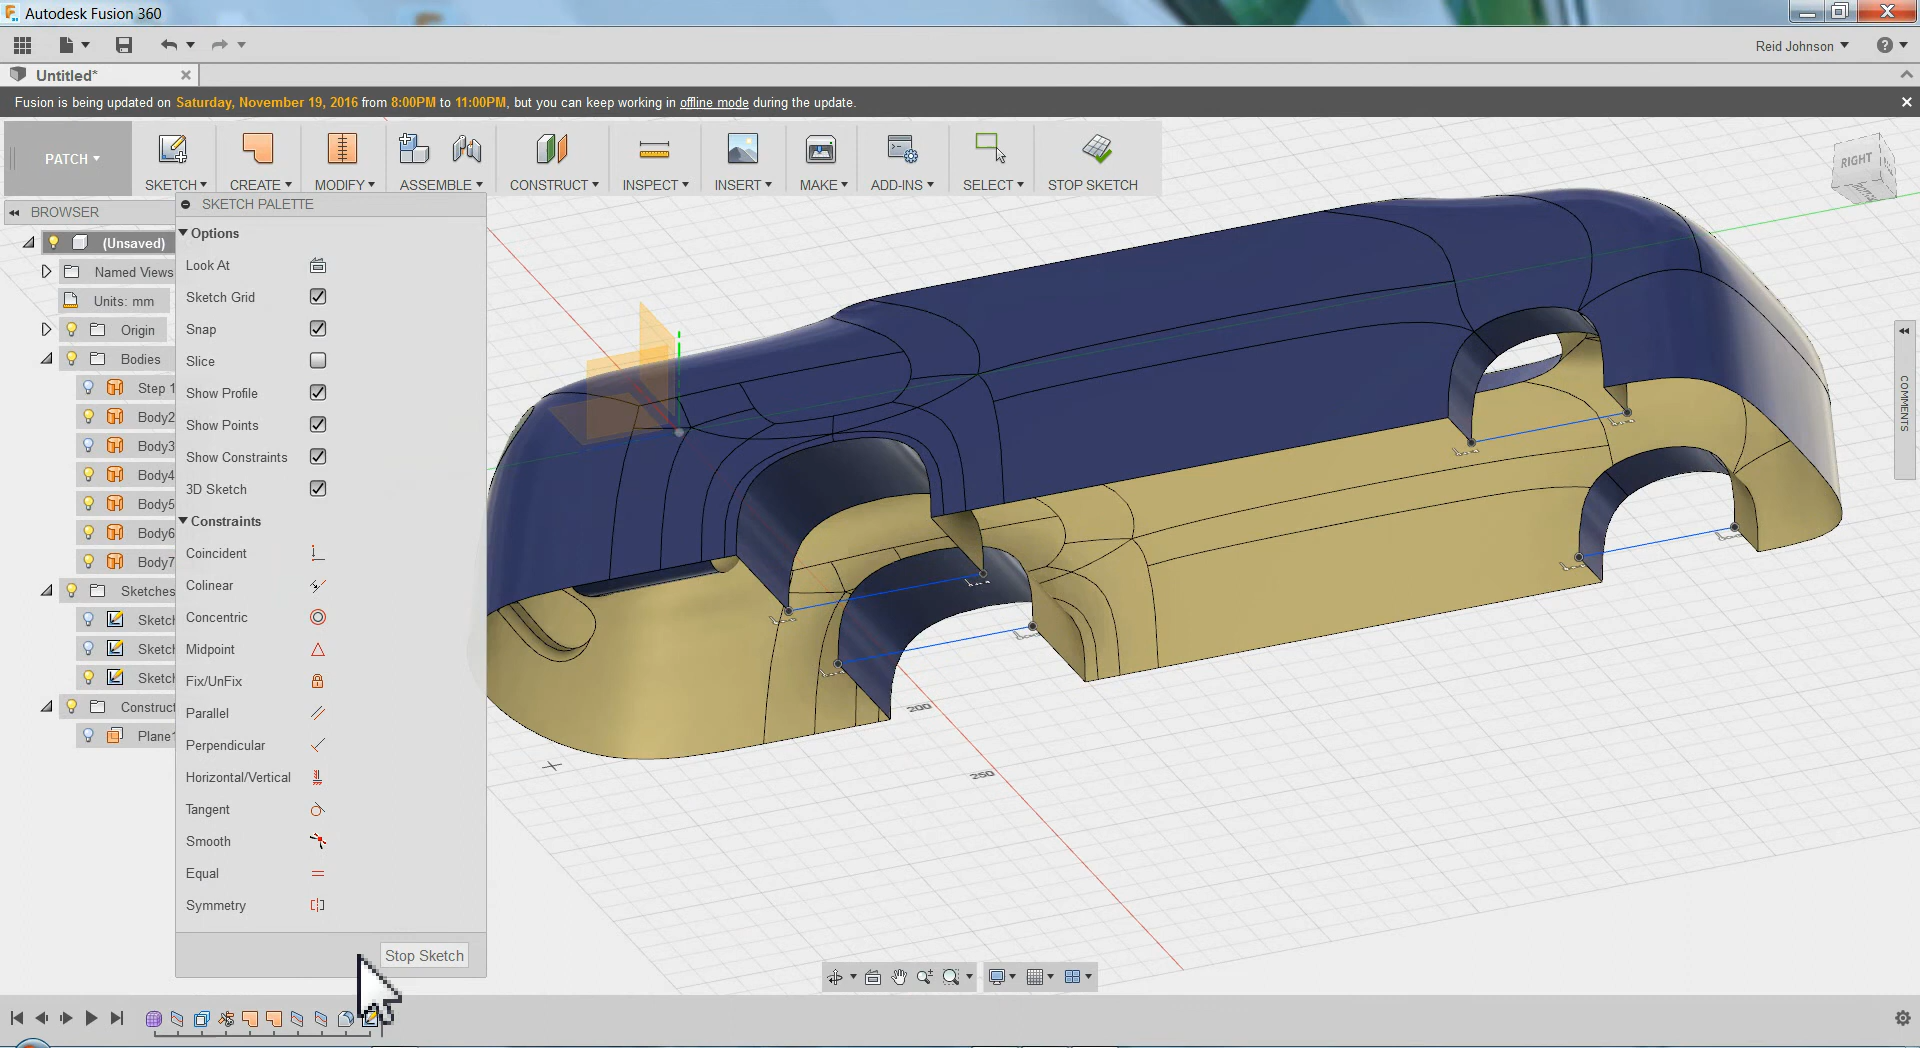 Autodesk Fusion 360
Reid Johnson
Untitled*
Fusion is being updated on Saturday, November 19, 2016 from 8:00PM to 11:00PM, but you can keep working in offline mode during the update.
PATCH
SKETCH
CREATE
MODIFY
ASSEMBLE
CONSTRUCT
INSPECT
INSERT
MAKE
ADD-INS
SELECT
STOP SKETCH
RIGHT
BROWSER
SKETCH PALETTE
(Unsaved)
Named Views
Units: mm
Origin
Bodies
Step 1
Body2
Body3
Body4
Body5
Body6
Body7
Sketches
Sketch
Sketch
Sketch
Construct
Plane1
Options
Look At
Sketch Grid
Snap
Slice
Show Profile
Show Points
Show Constraints
3D Sketch
Constraints
Coincident
Colinear
Concentric
Midpoint
Fix/UnFix
Parallel
Perpendicular
Horizontal/Vertical
Tangent
Smooth
Equal
Symmetry
Stop Sketch
COMMENTS
200
250